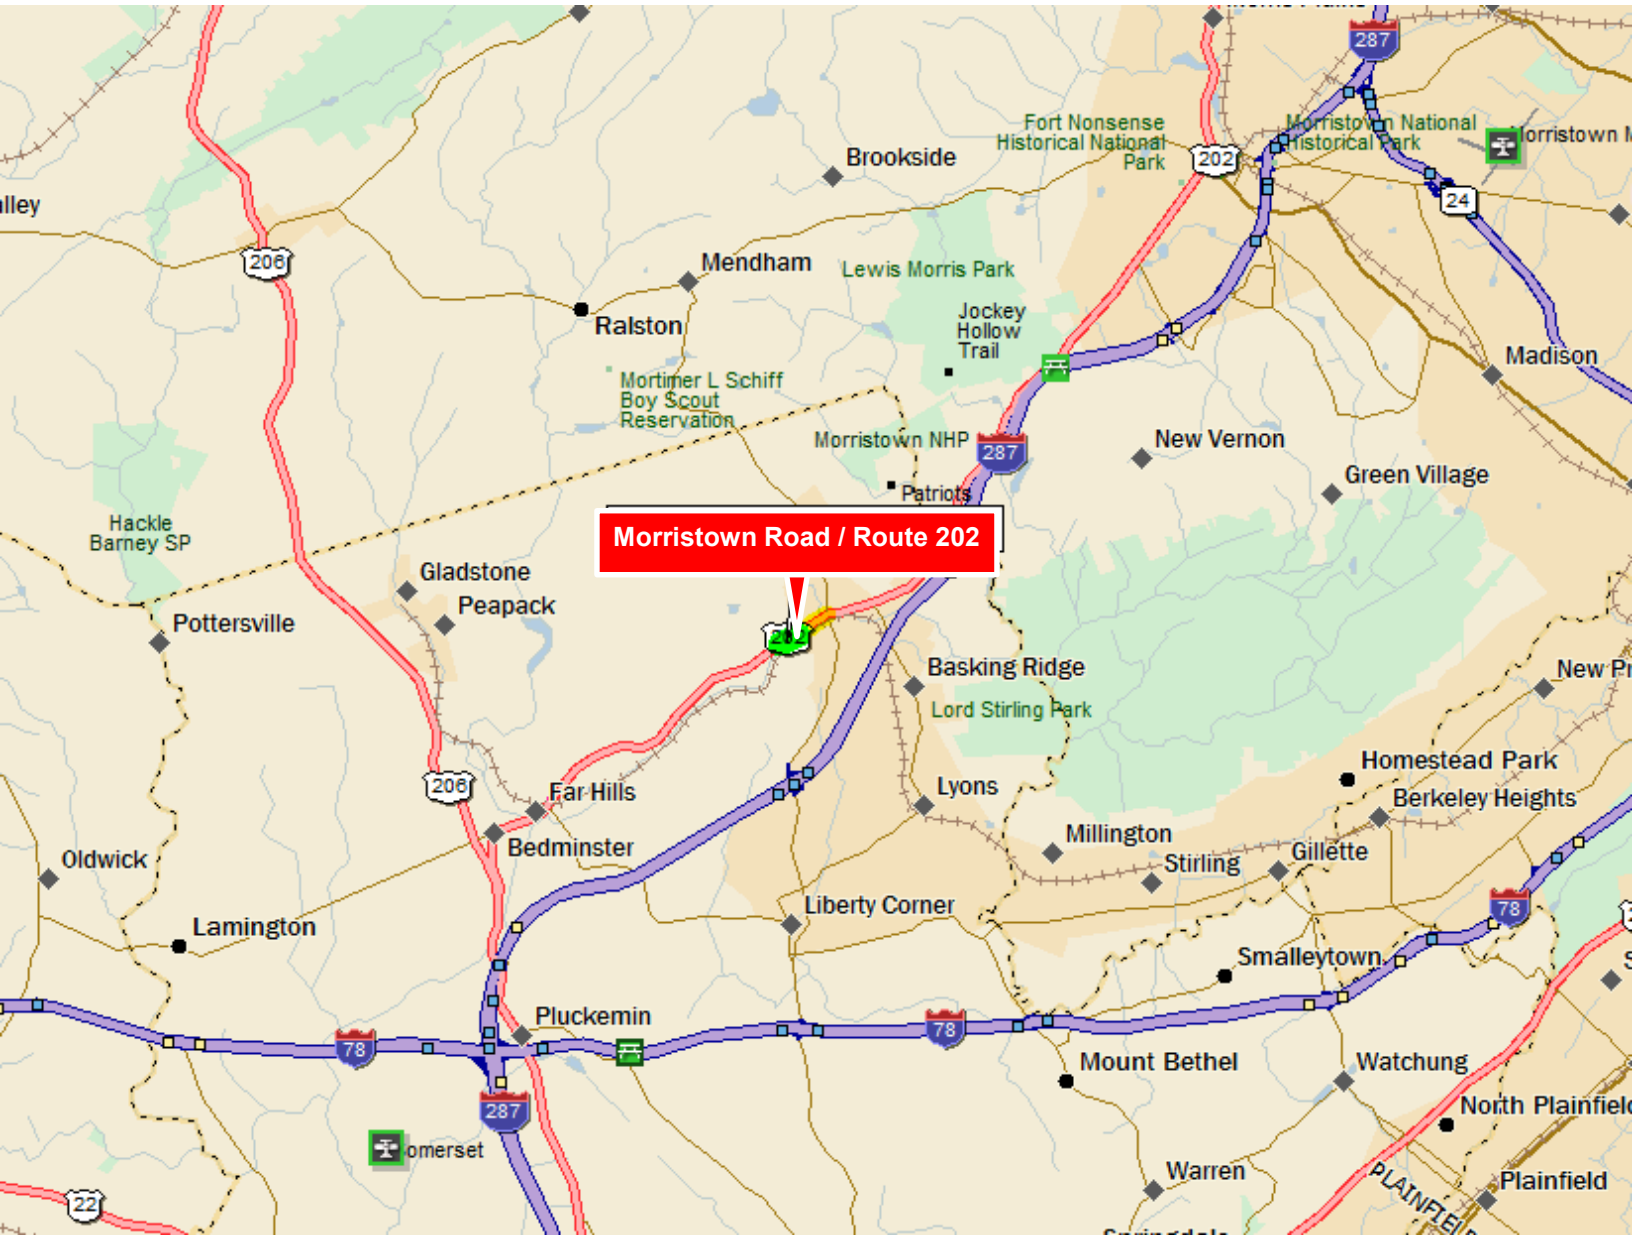 287
Fort Nonsense
Historical National
Park
Morristown National
Historical Park
Brookside
202
24
206
Mendham
Lewis Morris Park
Ralston
Jockey
Hollow
Trail
Madison
Mortimer L Schiff
Boy Scout
Reservation
Morristown NHP
287
New Vernon
Green Village
Patriots
Hackle
Barney SP
Morristown Road / Route 202
Gladstone
Peapack
Pottersville
202
Basking Ridge
Lord Stirling Park
206
Far Hills
Lyons
Homestead Park
Berkeley Heights
Bedminster
Millington
Stirling
Gillette
Oldwick
Lamington
Liberty Corner
78
Smalleytown
Pluckemin
78
78
Mount Bethel
Watchung
287
North Plainfield
omerset
Warren
Plainfield
22